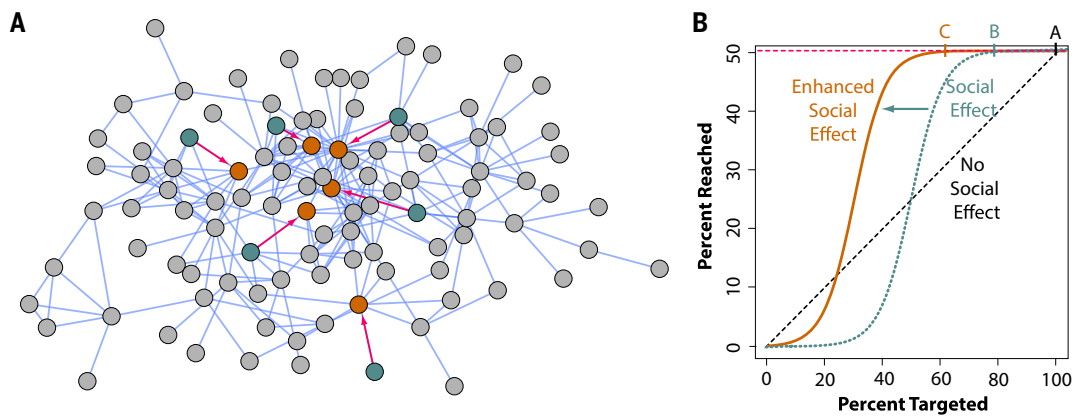 A
B
C
B
A
50
40
30
20
10
0
Percent Reached
Enhanced
Social
Effect
Social
Effect
No
Social
Effect
0
20
40
60
80
100
Percent Targeted